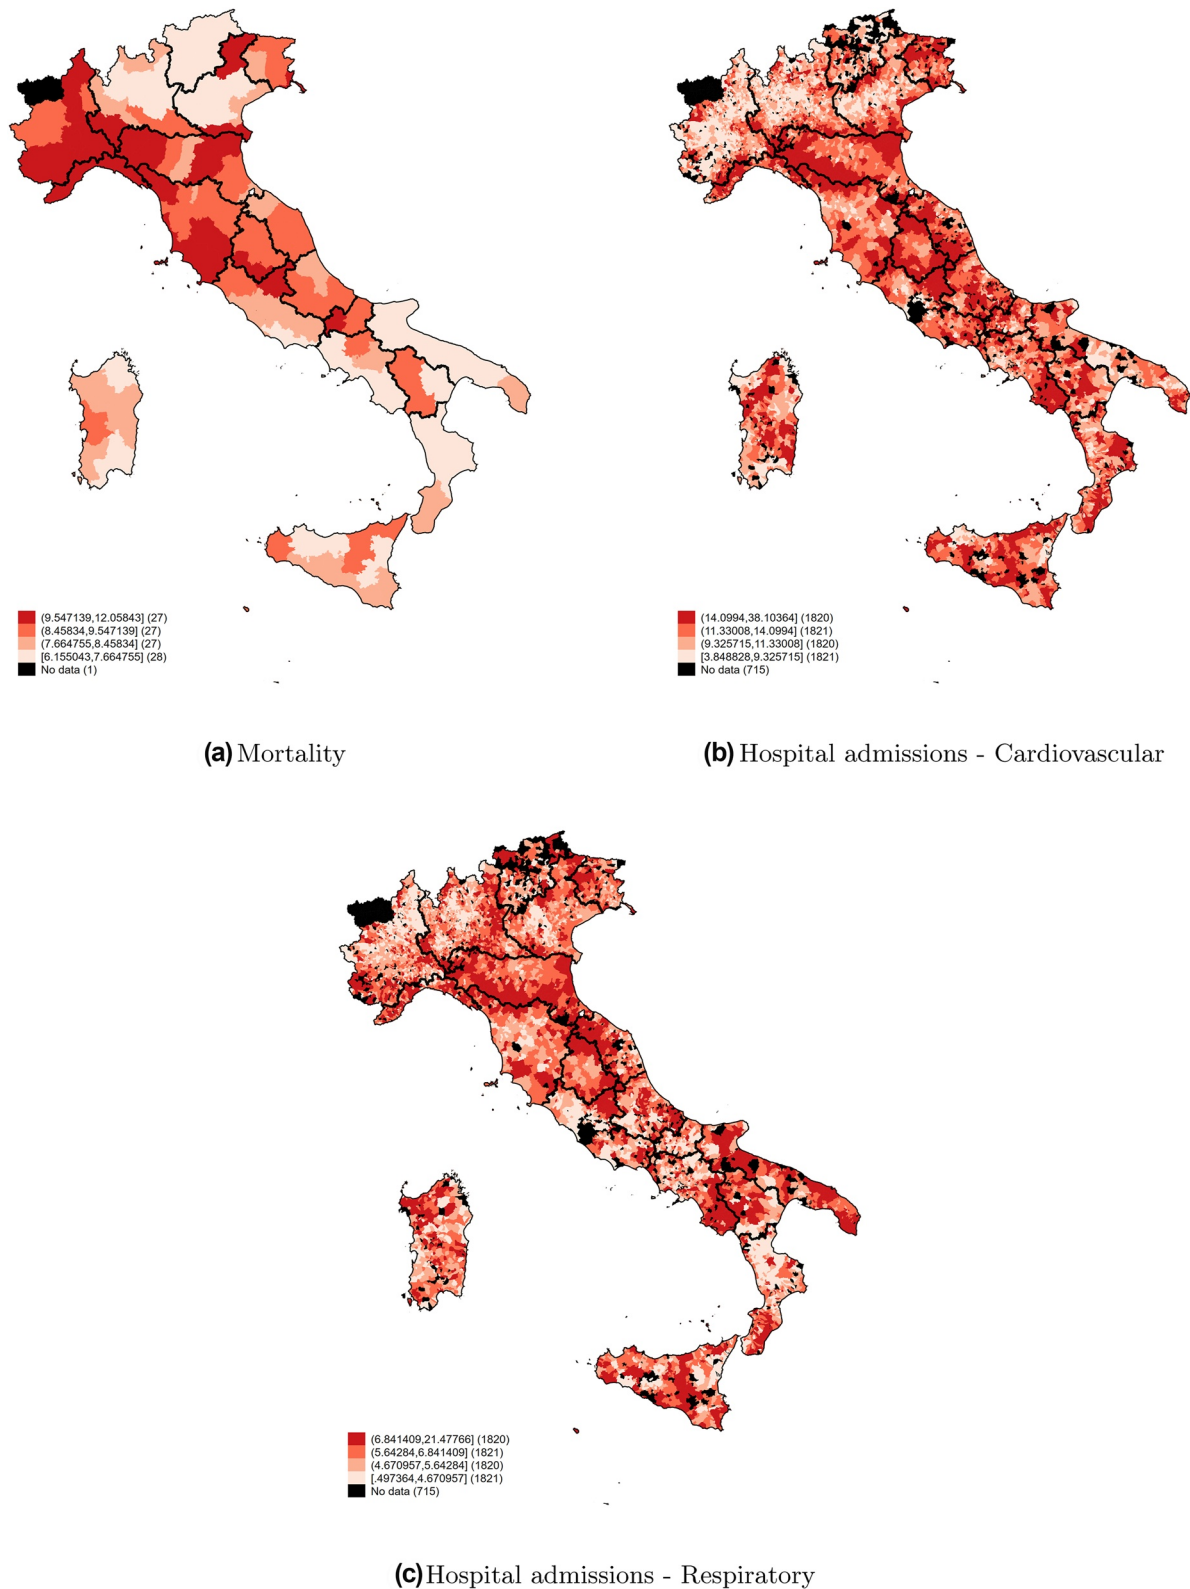 (9.547139,12.05843] (27)
(8.45834,9.547139] (27)
(7.664755,8.45834] (27)
[6.155043,7.664755] (28)
No data (1)
(a) Mortality
(14.0994,38.10364] (1820)
(11.33008,14.0994] (1821)
(9.325715,11.33008] (1820)
[3.848828,9.325715] (1821)
No data (715)
(b) Hospital admissions - Cardiovascular
(6.841409,21.47766] (1820)
(5.64284,6.841409] (1821)
(4.670957,5.64284] (1820)
[.497364,4.670957] (1821)
No data (715)
(c) Hospital admissions - Respiratory